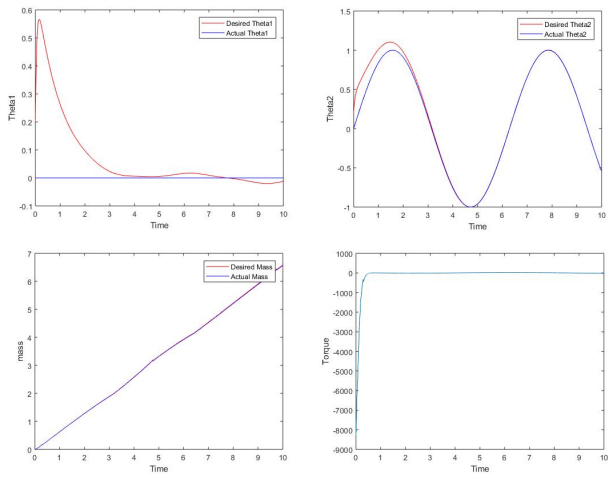 0.6
0.5
0.4
0.3
0.2
0.1
0
-0.1
Theta1
0 1 2 3 4 5 6 7 8 9 10
Time
Desired Theta1
Actual Theta1
1.5
1
0.5
0
-0.5
-1
Theta2
0 1 2 3 4 5 6 7 8 9 10
Time
Desired Theta2
Actual Theta2
7
6
5
4
3
2
1
0
mass
0 1 2 3 4 5 6 7 8 9 10
Time
Desired Mass
Actual Mass
1000
0
-1000
-2000
-3000
-4000
-5000
-6000
-7000
-8000
-9000
Torque
0 1 2 3 4 5 6 7 8 9 10
Time